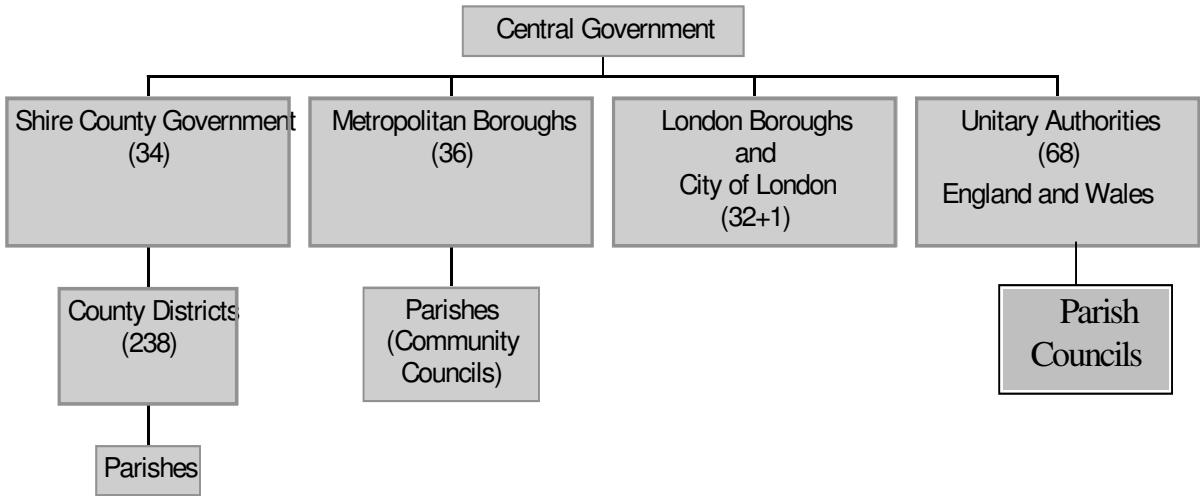 Central Government
Shire County Government
(34)
Metropolitan Boroughs
(36)
London Boroughs
and
City of London
(32+1)
Unitary Authorities
(68)
England and Wales
County Districts
(238)
Parishes
(Community
Councils)
Parish
Councils
Parishes